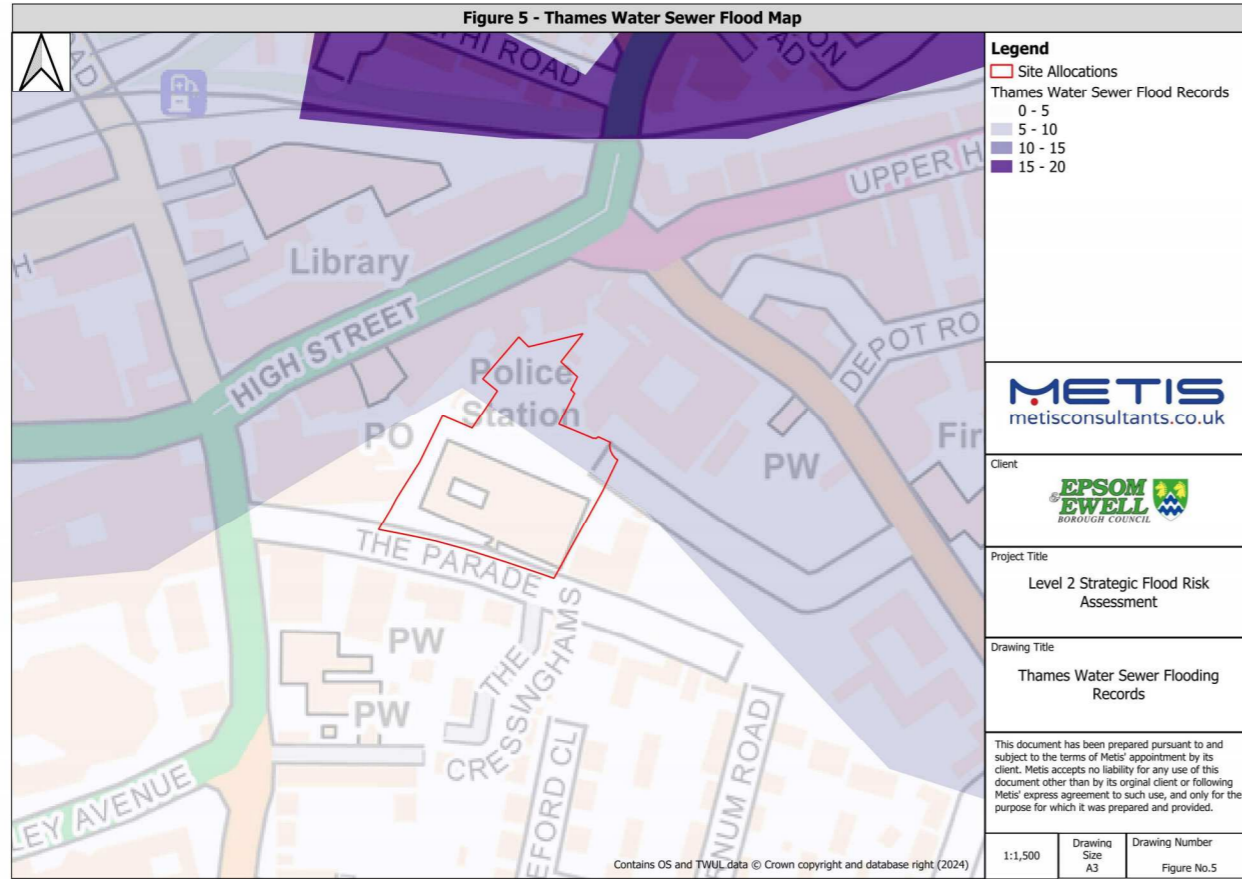 Figure 5 - Thames Water Sewer Flood Map
PHI ROAD
AD
UPPER H
Library
HIGH STREET
Police
Station
PO
DEPOT RO
PW
Fir
THE PARADE
PW
PW
THE
CRESSINGHAMS
LEY AVENUE
EFORD CL
NUM ROAD
Contains OS and TWUL data © Crown copyright and database right (2024)
Legend
Site Allocations
Thames Water Sewer Flood Records
0 - 5
5 - 10
10 - 15
15 - 20
METIS
metisconsultants.co.uk
Client
EPSOM
& EWELL
BOROUGH COUNCIL
Project Title
Level 2 Strategic Flood Risk
Assessment
Drawing Title
Thames Water Sewer Flooding
Records
This document has been prepared pursuant to and
subject to the terms of Metis' appointment by its
client. Metis accepts no liability for any use of this
document other than by its orginal client or following
Metis' express agreement to such use, and only for the
purpose for which it was prepared and provided.
1:1,500
Drawing
Size
A3
Drawing Number
Figure No.5